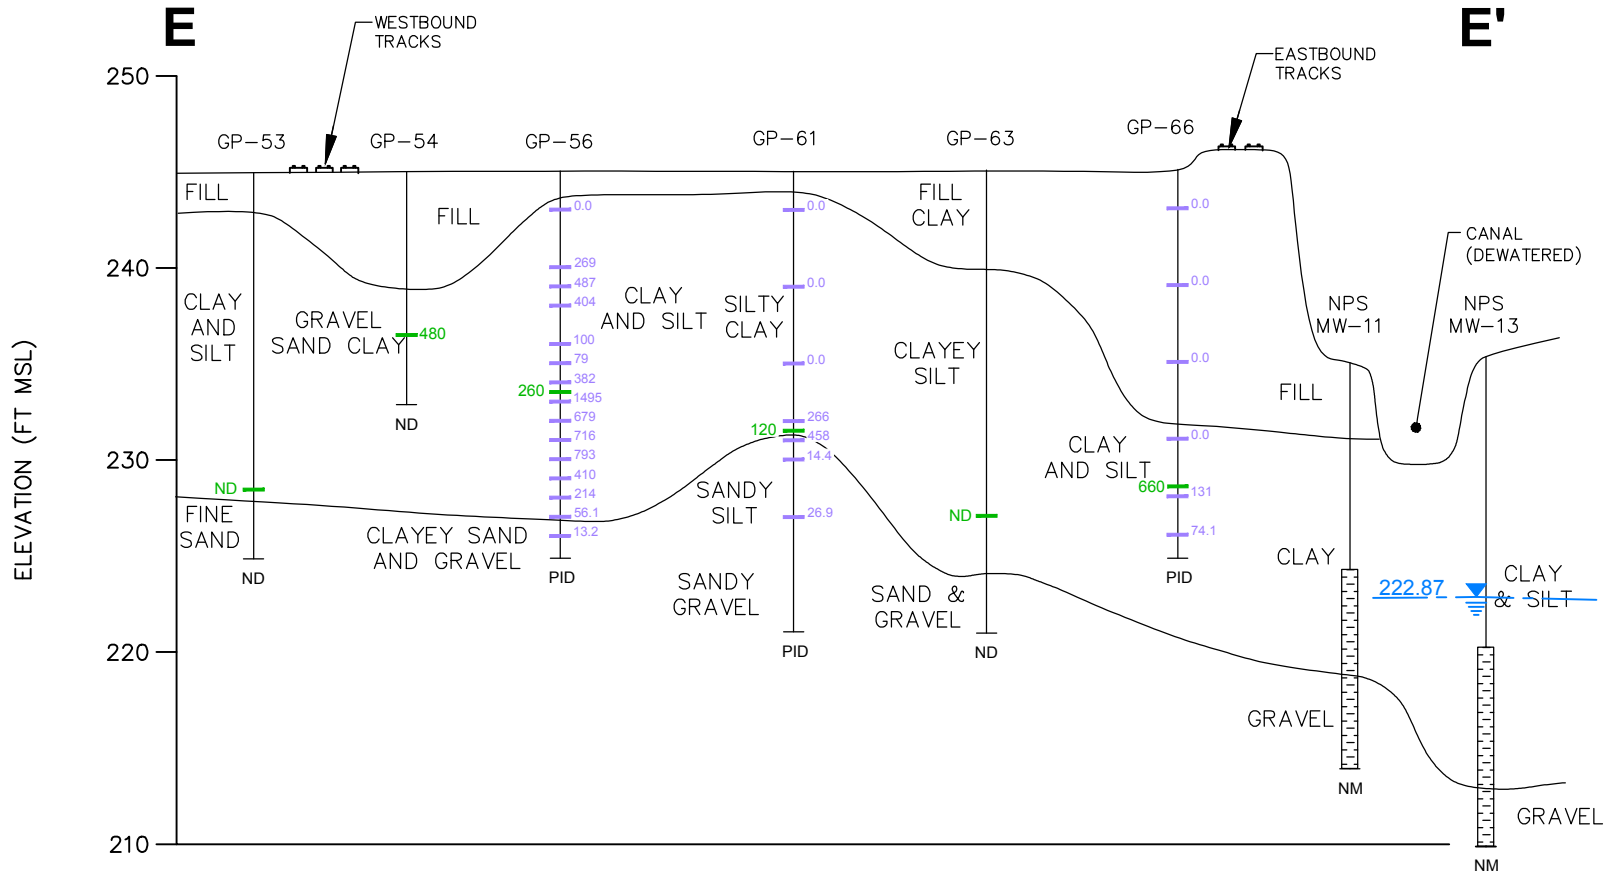 E
E'
WESTBOUND
TRACKS
EASTBOUND
TRACKS
250
240
230
220
210
ELEVATION (FT MSL)
GP-53
GP-54
GP-56
GP-61
GP-63
GP-66
FILL
FILL
FILL
CLAY
CANAL
(DEWATERED)
NPS
MW-11
NPS
MW-13
CLAY
AND
SILT
GRAVEL
SAND CLAY
480
ND
ND
FINE
SAND
ND
CLAYEY SAND
AND GRAVEL
0.0
269
487
404
100
79
382
260
1495
679
716
793
410
214
56.1
13.2
PID
CLAY
AND SILT
SILTY
CLAY
0.0
0.0
0.0
266
120
458
14.4
26.9
SANDY
SILT
SANDY
GRAVEL
PID
CLAYEY
SILT
ND
SAND &
GRAVEL
ND
0.0
0.0
0.0
0.0
CLAY
AND SILT
660
131
74.1
PID
FILL
CLAY
GRAVEL
NM
222.87
CLAY
& SILT
GRAVEL
NM